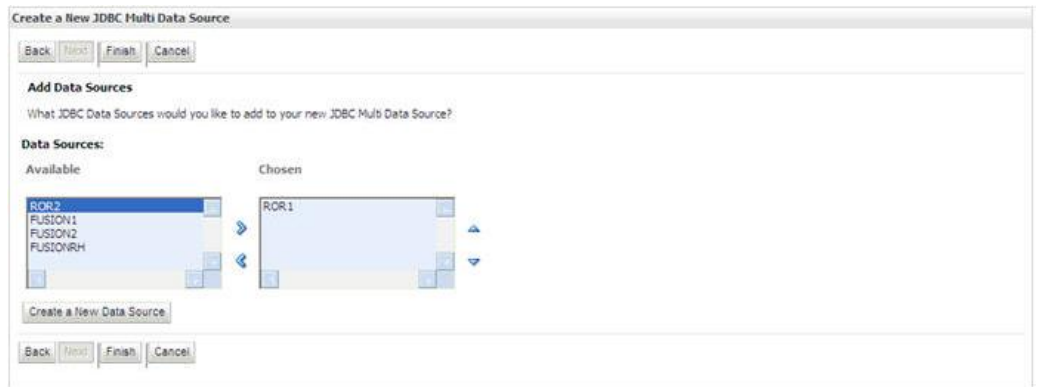 Create a New JDBC Multi Data Source
Back Next Finish Cancel
Add Data Sources
What JDBC Data Sources would you like to add to your new JDBC Multi Data Source?
Data Sources:
Available Chosen
ROR2 ROR1
FUSION1
FUSION2
FUSIONRH
Create a New Data Source
Back Next Finish Cancel